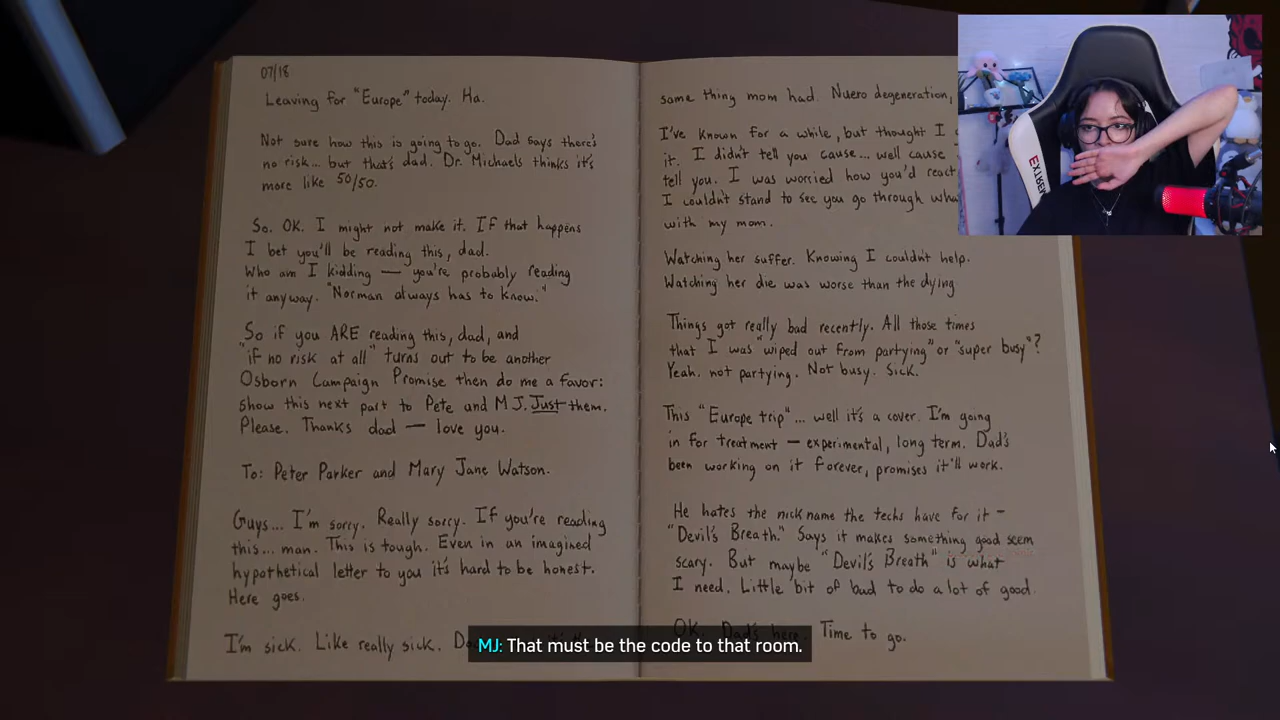 07/18
Leaving for "Europe" today. Ha.
Not sure how this is going to go. Dad says there's
no risk... but that's dad. Dr. Michaels thinks it's
more like 50/50.
So. OK. I might not make it. IF that happens
I bet you'll be reading this, dad.
Who am I kidding — you're probably reading
it anyway. "Norman always has to know."
So if you ARE reading this, dad, and
"if no risk at all" turns out to be another
Osborn Campaign Promise then do me a favor:
show this next part to Pete and MJ. Just them.
Please. Thanks dad — love you.
To: Peter Parker and Mary Jane Watson.
Guys... I'm sorry. Really sorry. If you're reading
this... man. This is tough. Even in an imagined
hypothetical letter to you it's hard to be honest.
Here goes.
I'm sick. Like really sick.
same thing mom had. Nuero degeneration,
I've known for a while, but thought I
it. I didn't tell you cause... well cause
tell you. I was worried how you'd react
I couldn't stand to see you go through
with my mom.
Watching her suffer. Knowing I couldn't help.
Watching her die was worse than the dying
Things got really bad recently. All those times
that I was "wiped out from partying" or "super busy"?
Yeah. not partying. Not busy. Sick.
This "Europe trip"... well it's a cover. I'm going
in for treatment — experimental, long term. Dad's
been working on it forever, promises it'll work.
He hates the nickname the techs have for it -
"Devil's Breath." Says it makes something good seem
scary. But maybe "Devil's Breath" is what
I need. Little bit of bad to do a lot of good.
OK. Dad's here. Time to go.
MJ: That must be the code to that room.
EXTREM